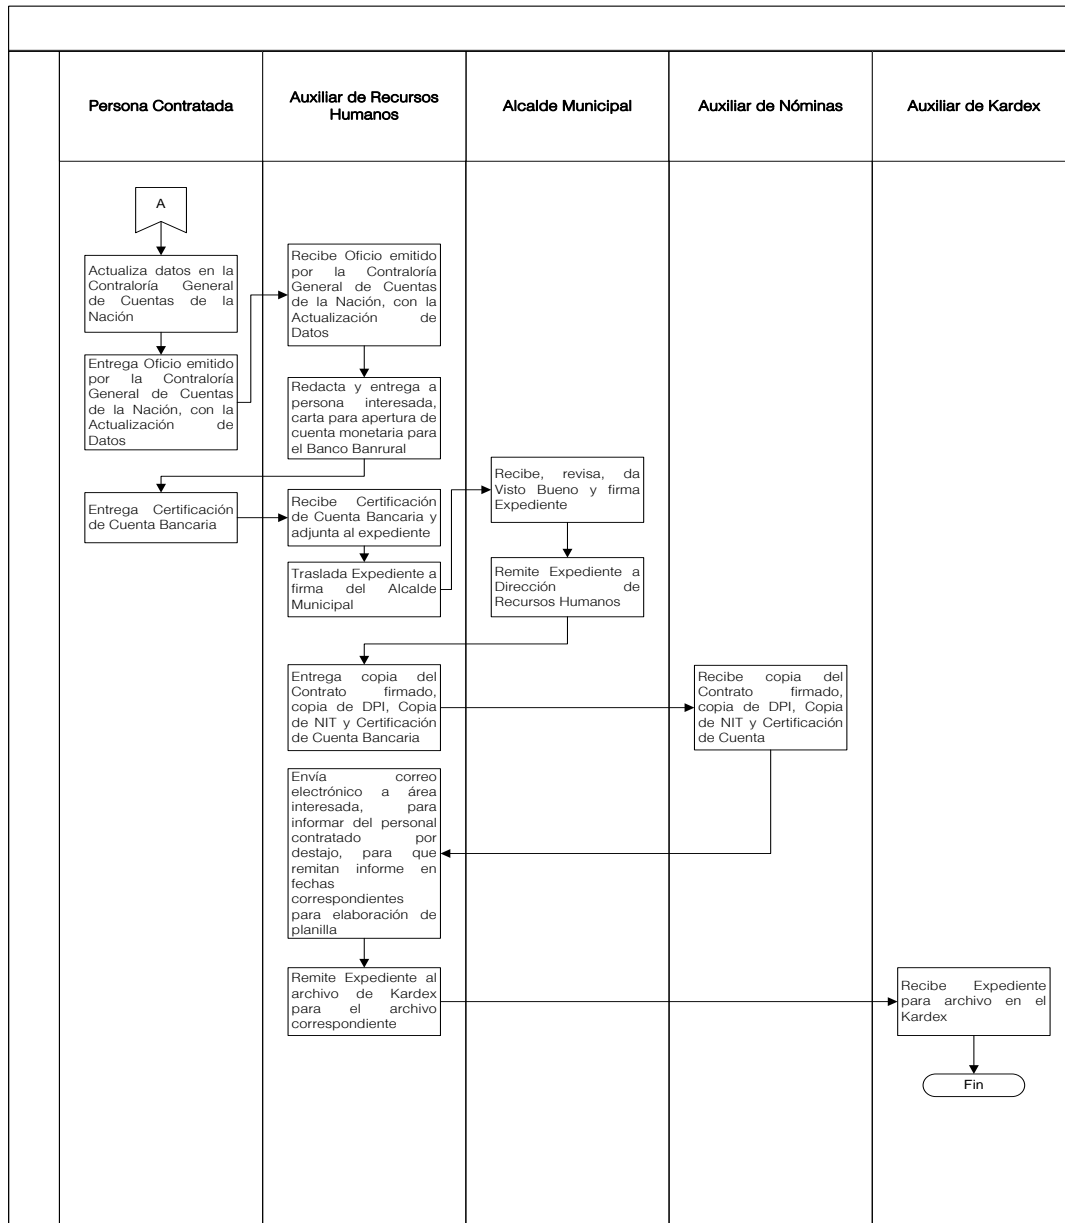 Persona Contratada
Auxiliar de Recursos
Humanos
Alcalde Municipal
Auxiliar de Nóminas
Auxiliar de Kardex
A
Actualiza datos en la
Contraloría General
de Cuentas de la
Nación
Entrega Oficio emitido
por la Contraloría
General de Cuentas
de la Nación, con la
Actualización de
Datos
Recibe Oficio emitido
por la Contraloría
General de Cuentas
de la Nación, con la
Actualización de
Datos
Redacta y entrega a
persona interesada,
carta para apertura de
cuenta monetaria para
el Banco Banrural
Entrega Certificación
de Cuenta Bancaria
Recibe Certificación
de Cuenta Bancaria y
adjunta al expediente
Traslada Expediente a
firma del Alcalde
Municipal
Recibe, revisa, da
Visto Bueno y firma
Expediente
Remite Expediente a
Dirección de
Recursos Humanos
Entrega copia del
Contrato firmado,
copia de DPI, Copia
de NIT y Certificación
de Cuenta Bancaria
Recibe copia del
Contrato firmado,
copia de DPI, Copia
de NIT y Certificación
de Cuenta
Envía correo
electrónico a área
interesada, para
informar del personal
contratado por
destajo, para que
remitan informe en
fechas
correspondientes
para elaboración de
planilla
Remite Expediente al
archivo de Kardex
para el archivo
correspondiente
Recibe Expediente
para archivo en el
Kardex
Fin